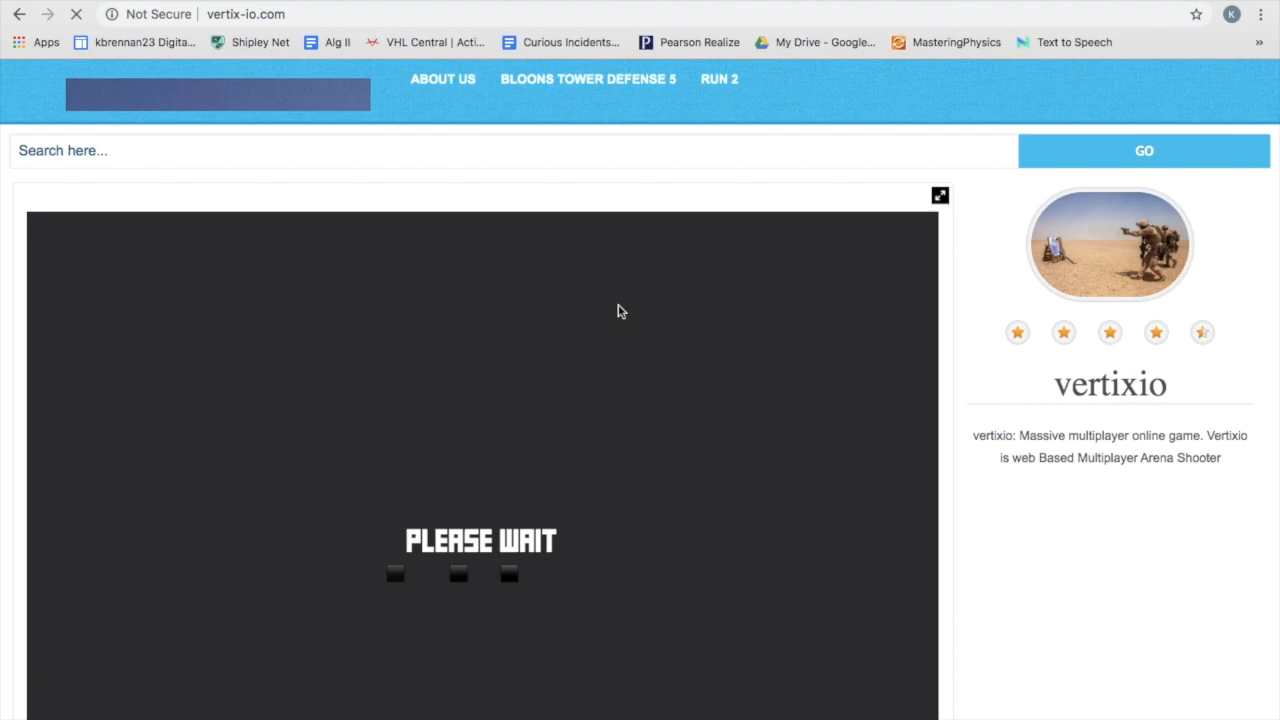 Not Secure | vertix-io.com
K
Apps kbrennan23 Digita... Shipley Net Alg II VHL Central | Acti... Curious Incidents... Pearson Realize My Drive - Google... MasteringPhysics Text to Speech »
ABOUT US BLOONS TOWER DEFENSE 5 RUN 2
Search here... GO
PLEASE WAIT
vertixio
vertixio: Massive multiplayer online game. Vertixio
is web Based Multiplayer Arena Shooter